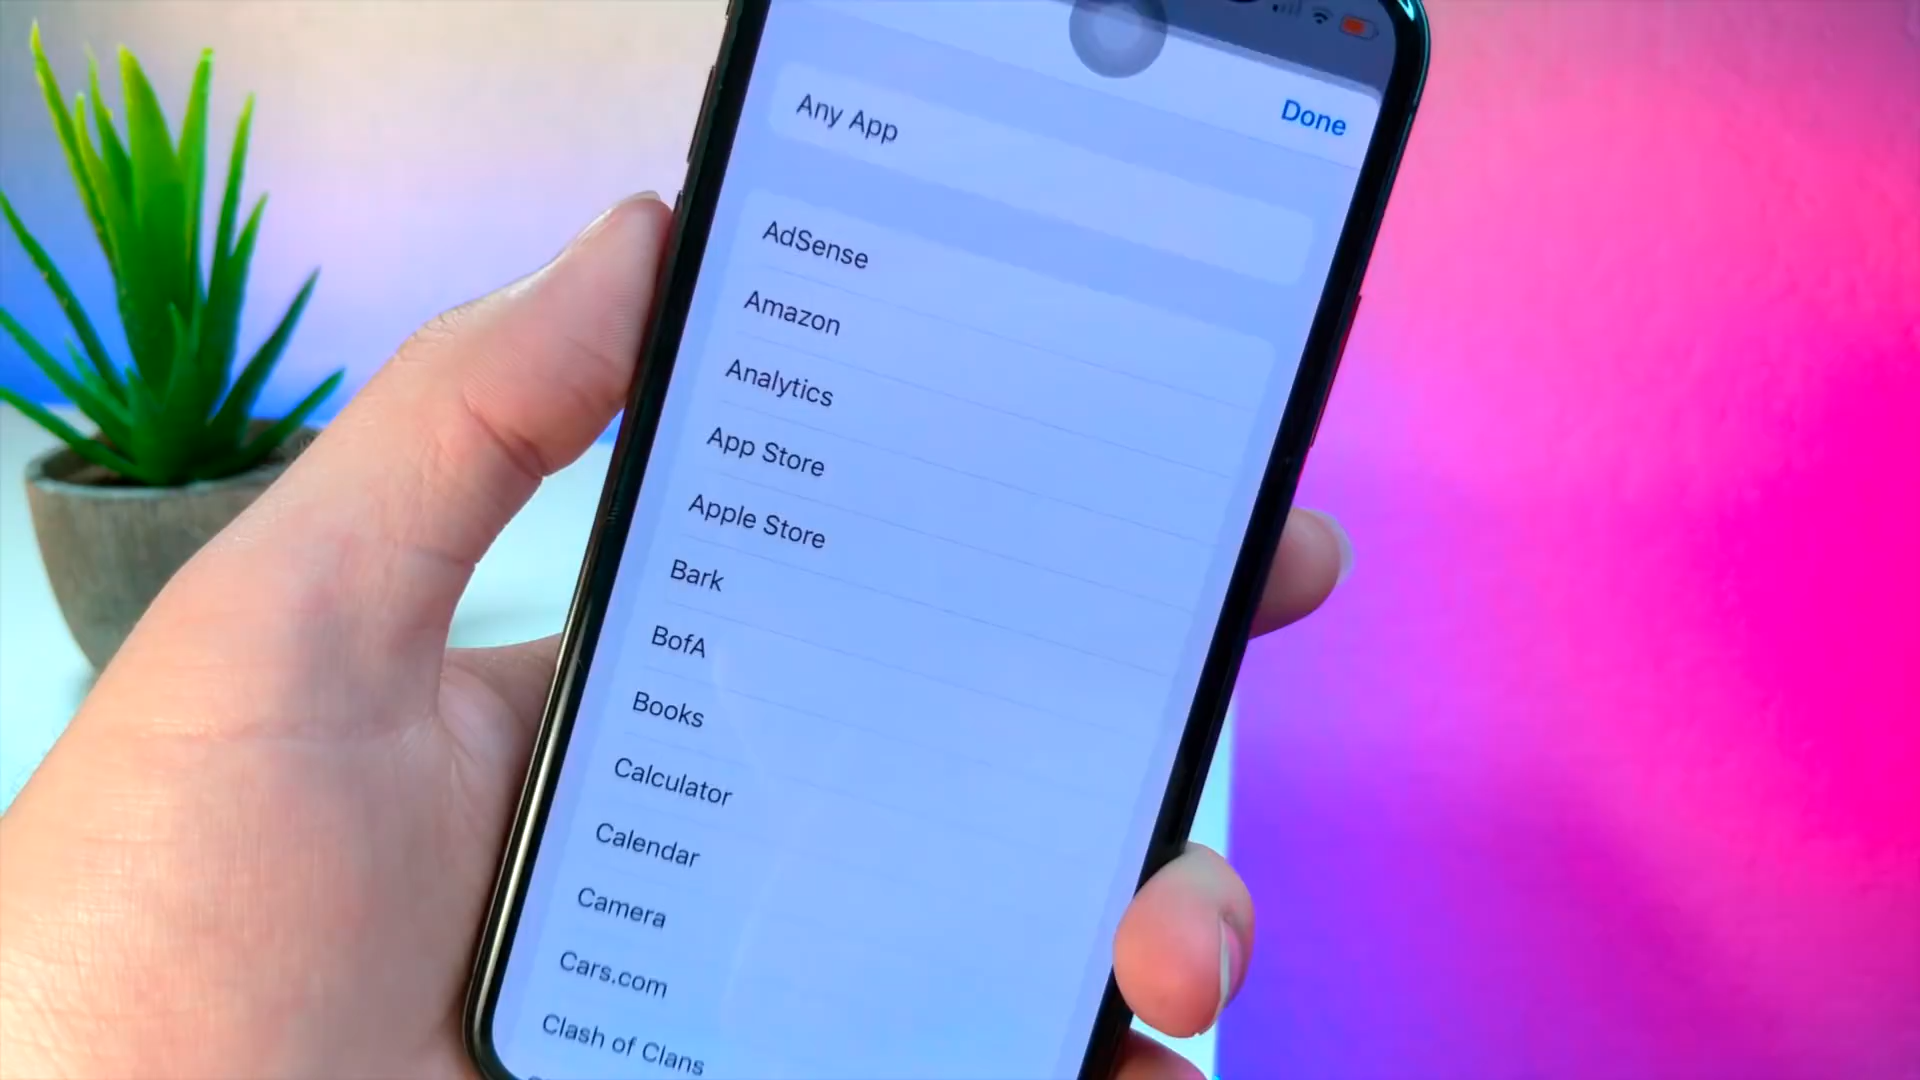 Done
Any App
AdSense
Amazon
Analytics
App Store
Apple Store
Bark
BofA
Books
Calculator
Calendar
Camera
Cars.com
Clash of Clans